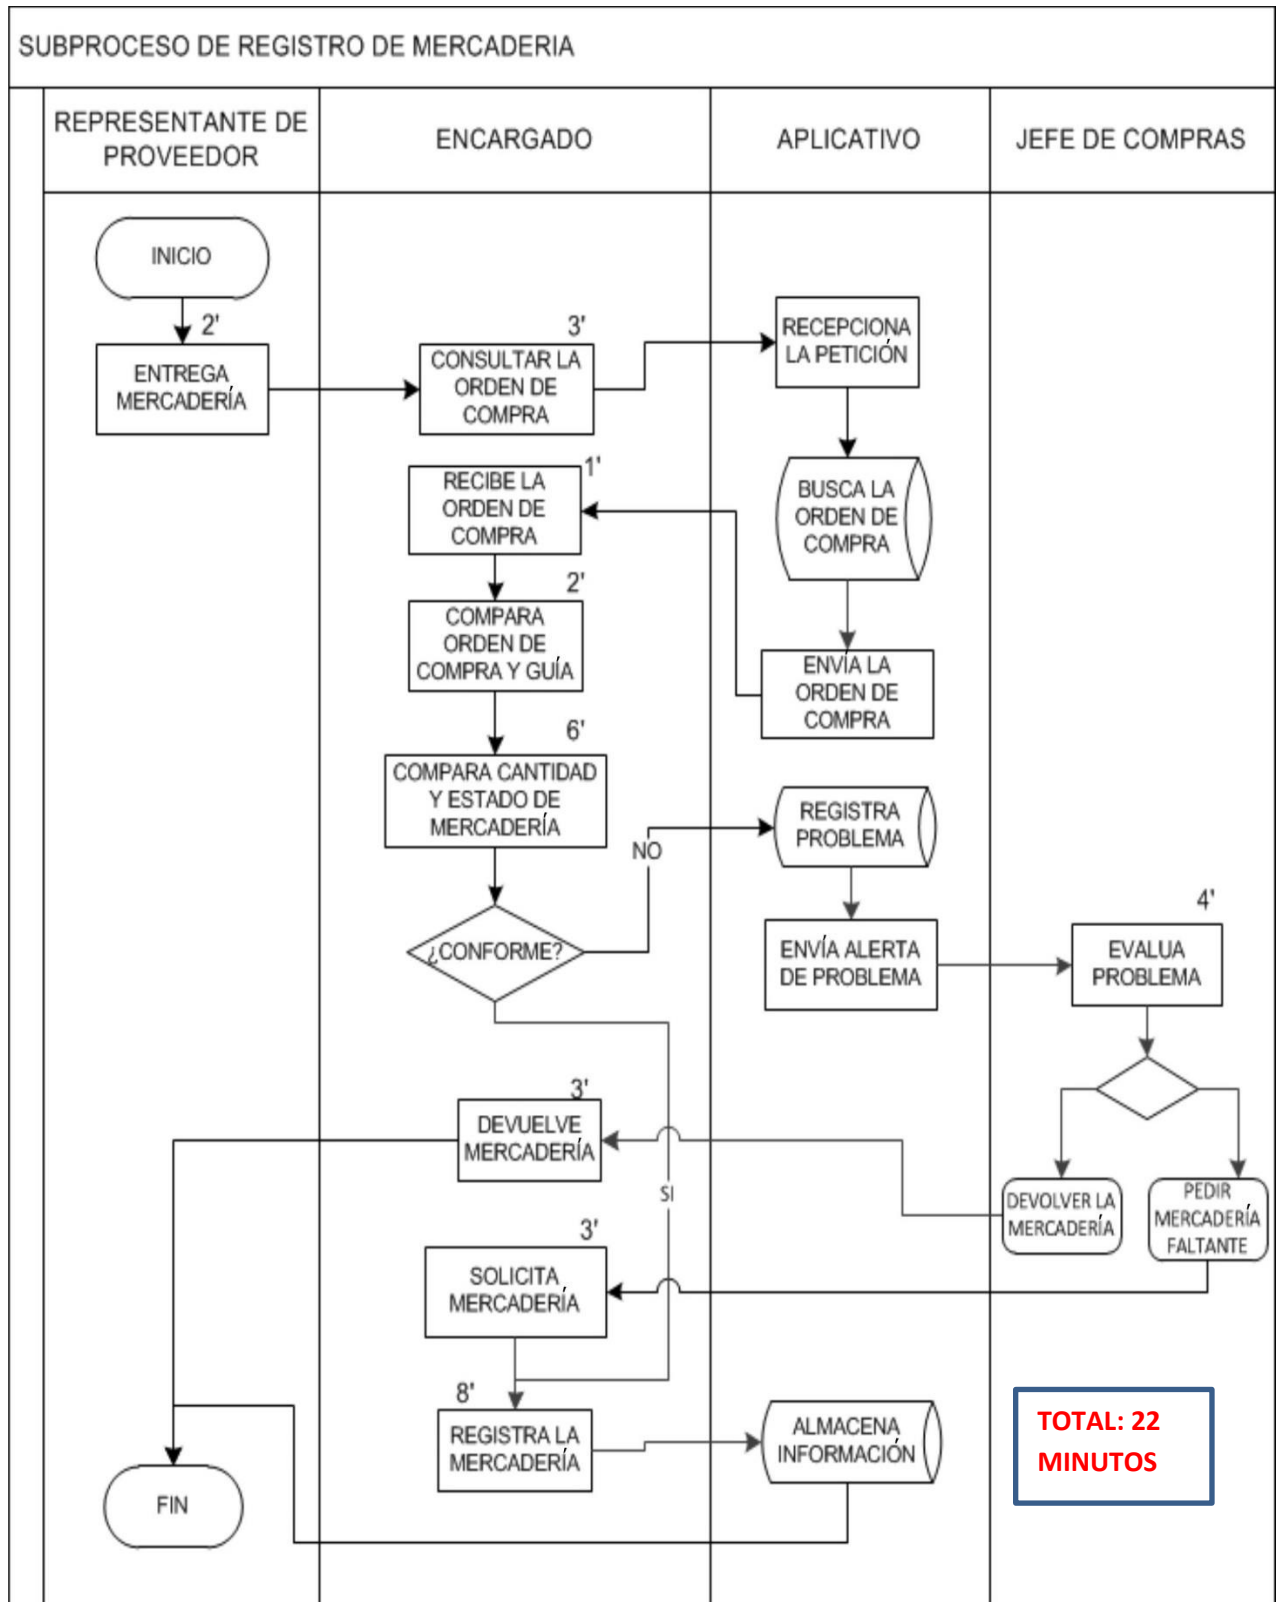 SUBPROCESO DE REGISTRO DE MERCADERIA
REPRESENTANTE DE
PROVEEDOR
ENCARGADO
APLICATIVO
JEFE DE COMPRAS
INICIO
2'
ENTREGA
MERCADERÍA
3'
CONSULTAR LA
ORDEN DE
COMPRA
RECEPCIONA
LA PETICIÓN
BUSCA LA
ORDEN DE
COMPRA
ENVÍA LA
ORDEN DE
COMPRA
1'
RECIBE LA
ORDEN DE
COMPRA
2'
COMPARA
ORDEN DE
COMPRA Y GUÍA
6'
COMPARA CANTIDAD
Y ESTADO DE
MERCADERÍA
¿CONFORME?
NO
REGISTRA
PROBLEMA
ENVÍA ALERTA
DE PROBLEMA
4'
EVALUA
PROBLEMA
DEVOLVER LA
MERCADERÍA
PEDIR
MERCADERÍA
FALTANTE
3'
DEVUELVE
MERCADERÍA
SI
3'
SOLICITA
MERCADERÍA
8'
REGISTRA LA
MERCADERÍA
ALMACENA
INFORMACIÓN
TOTAL: 22
MINUTOS
FIN